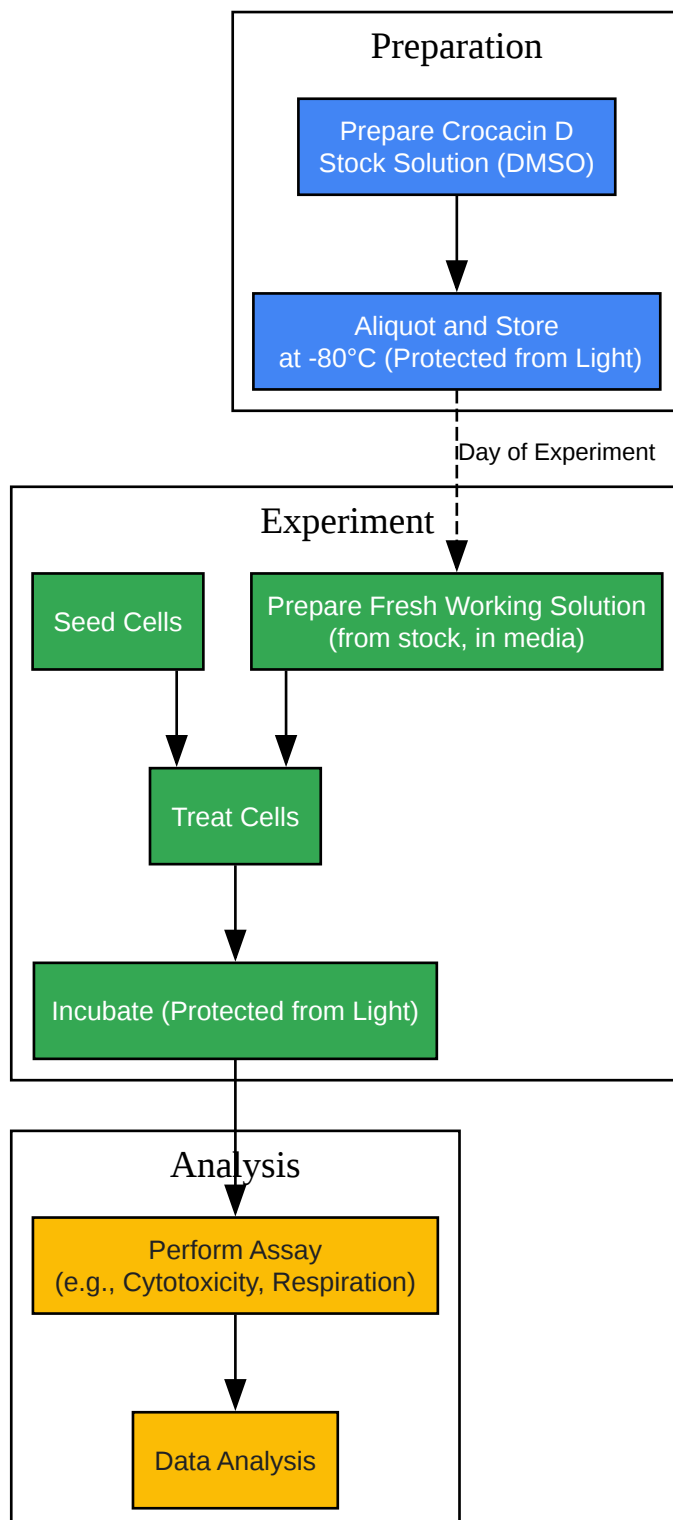 Preparation
Prepare Crocacin D
Stock Solution (DMSO)
Aliquot and Store
at -80°C (Protected from Light)
Day of Experiment
Experiment
Seed Cells
Prepare Fresh Working Solution
(from stock, in media)
Treat Cells
Incubate (Protected from Light)
Analysis
Perform Assay
(e.g., Cytotoxicity, Respiration)
Data Analysis